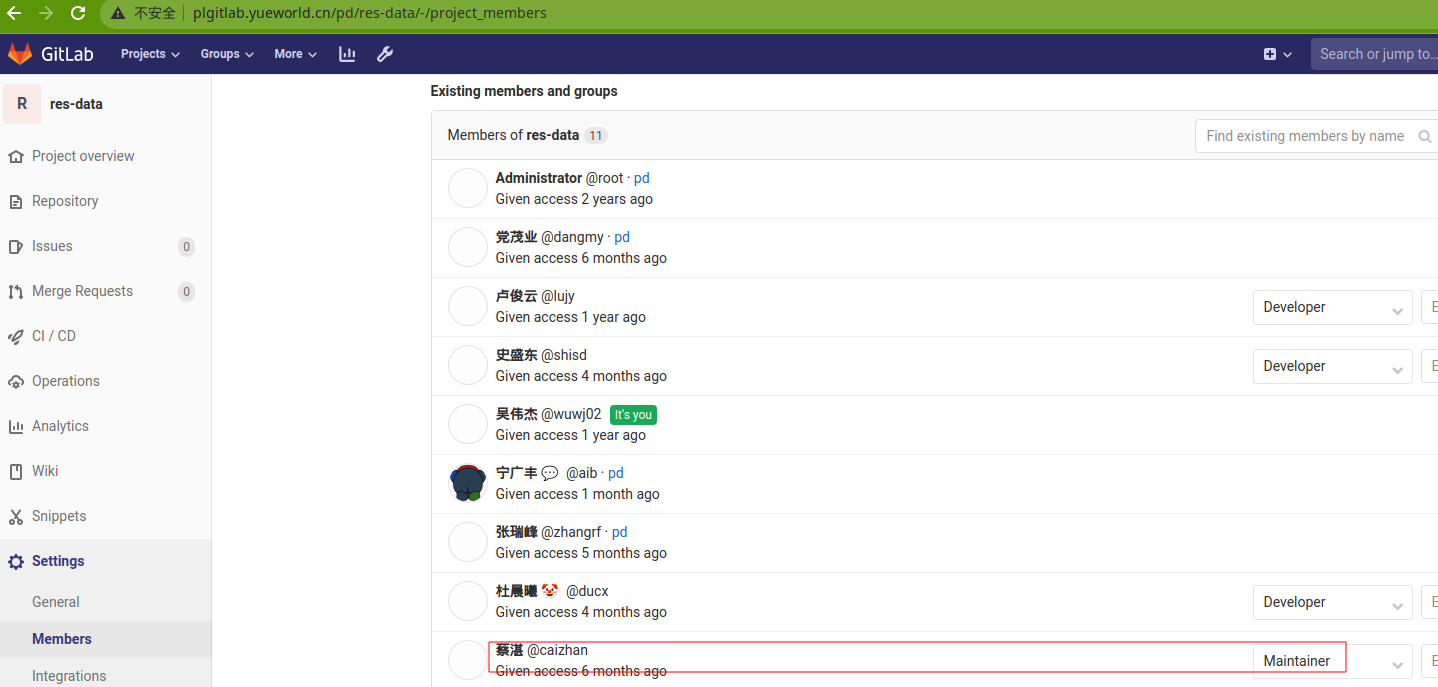 不安全 plgitlab.yueworld.cn/pd/res-data/-/project_members
GitLab Projects Groups More Search or jump to...
R res-data
Project overview
Repository
Issues 0
Merge Requests 0
CI / CD
Operations
Analytics
Wiki
Snippets
Settings
General
Members
Integrations
Existing members and groups
Members of res-data 11 Find existing members by name
Administrator @root · pd
Given access 2 years ago
党茂业 @dangmy · pd
Given access 6 months ago
卢俊云 @lujy
Given access 1 year ago
Developer
E
史盛东 @shisd
Given access 4 months ago
Developer
E
吴伟杰 @wuwj02 It's you
Given access 1 year ago
宁广丰 💬 @aib · pd
Given access 1 month ago
张瑞峰 @zhangrf · pd
Given access 5 months ago
杜晨曦 🤡 @ducx
Given access 4 months ago
Developer
E
蔡湛 @caizhan
Given access 6 months ago
Maintainer
E